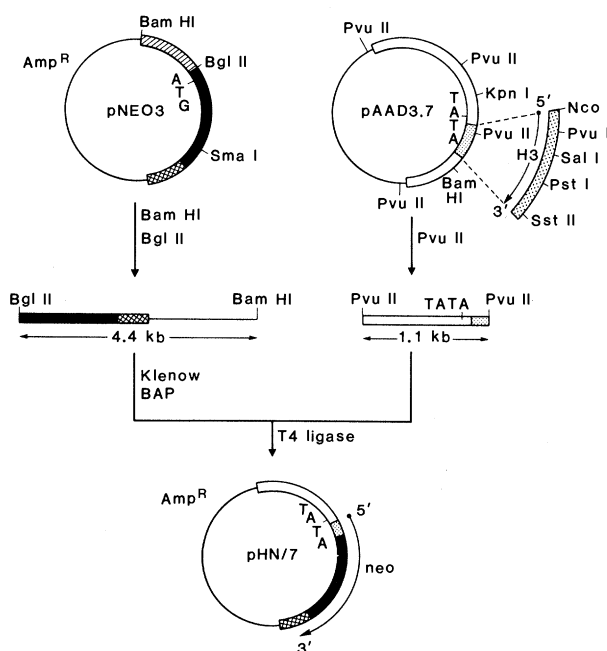 Bam HI
Amp R
Bgl II
A
T
G
pNEO3
Sma I
Pvu II
Pvu II
Kpn I
T
A
T
A
pAAD3.7
Pvu II
Bam
HI
Pvu II
5'
H3
3'
Nco
Pvu I
Sal I
Pst I
Sst II
Bam HI
Bgl II
Pvu II
Bgl II
Bam HI
4.4 kb
Pvu II
TATA
Pvu II
1.1 kb
Klenow
BAP
T4 ligase
Amp R
T
A
T
A
5'
pHN/7
neo
3'